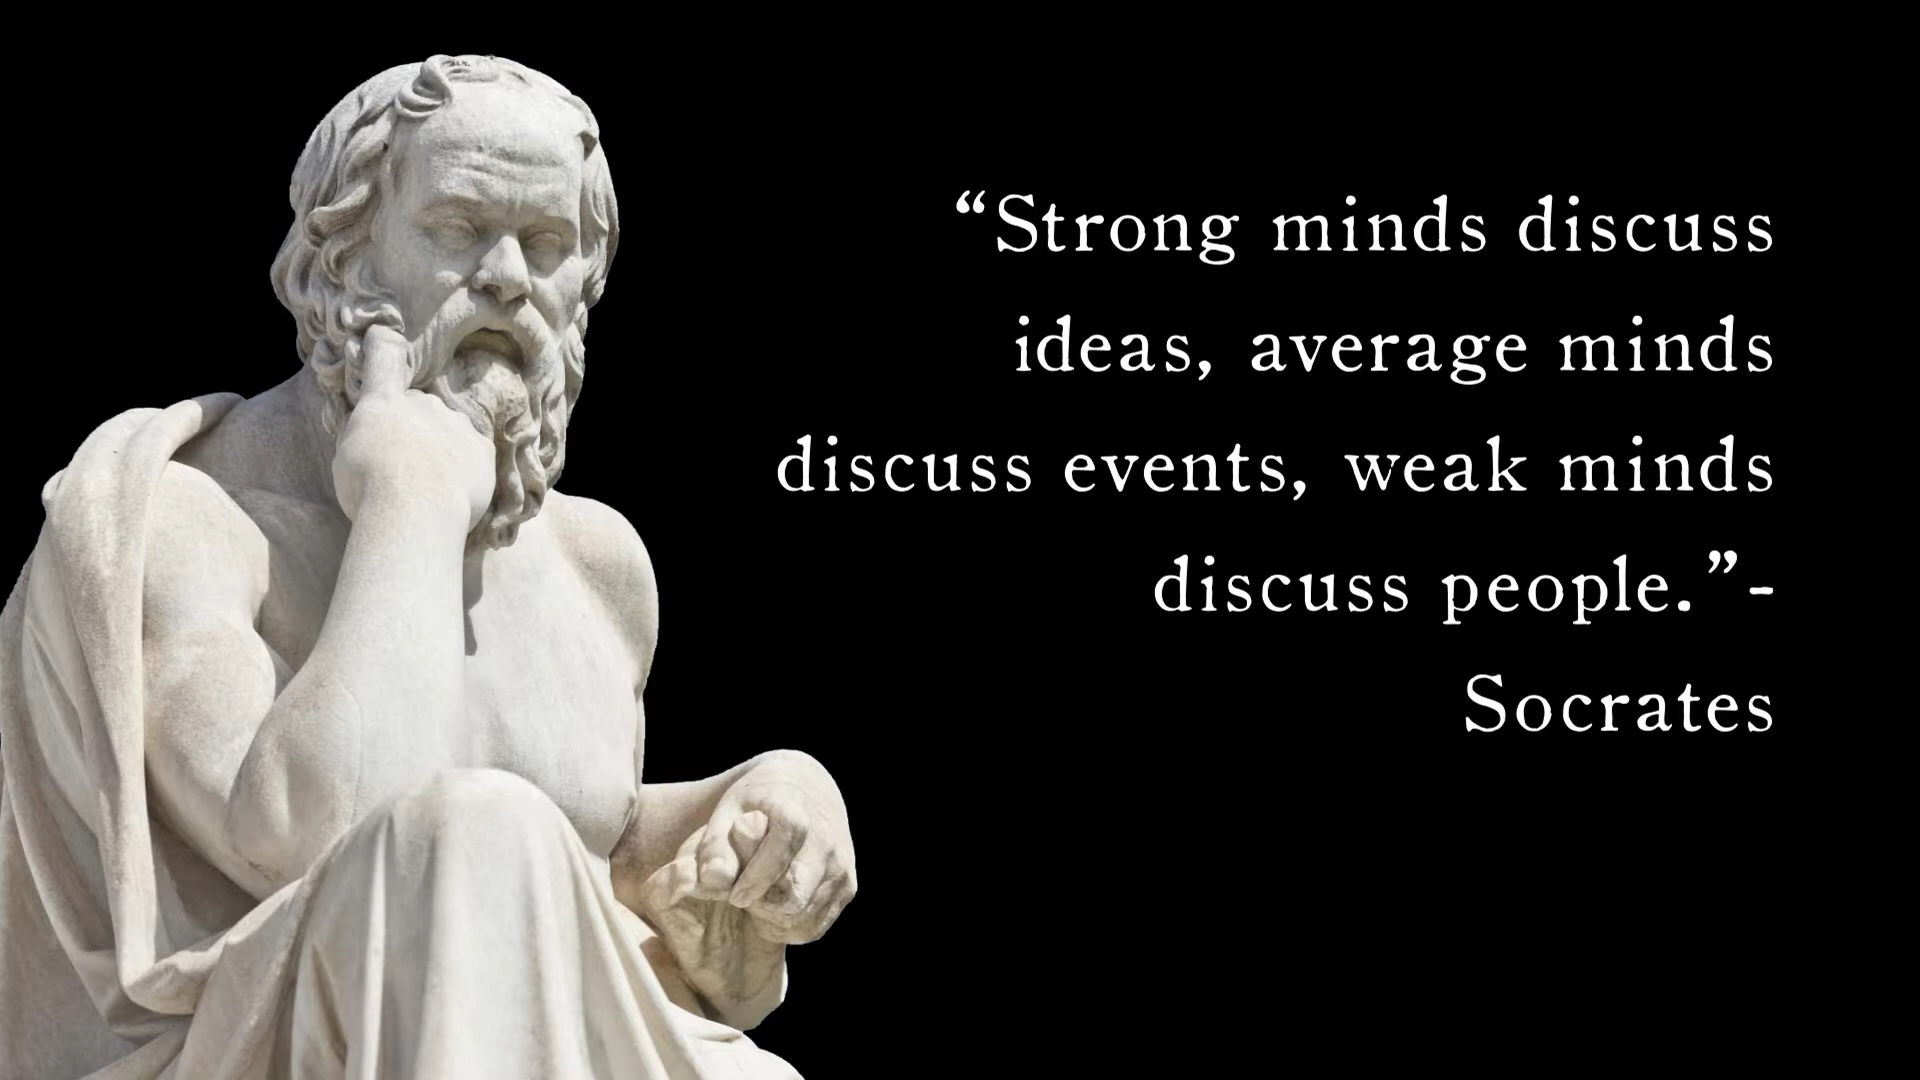 “Strong minds discuss
ideas, average minds
discuss events, weak minds
discuss people.”-
Socrates